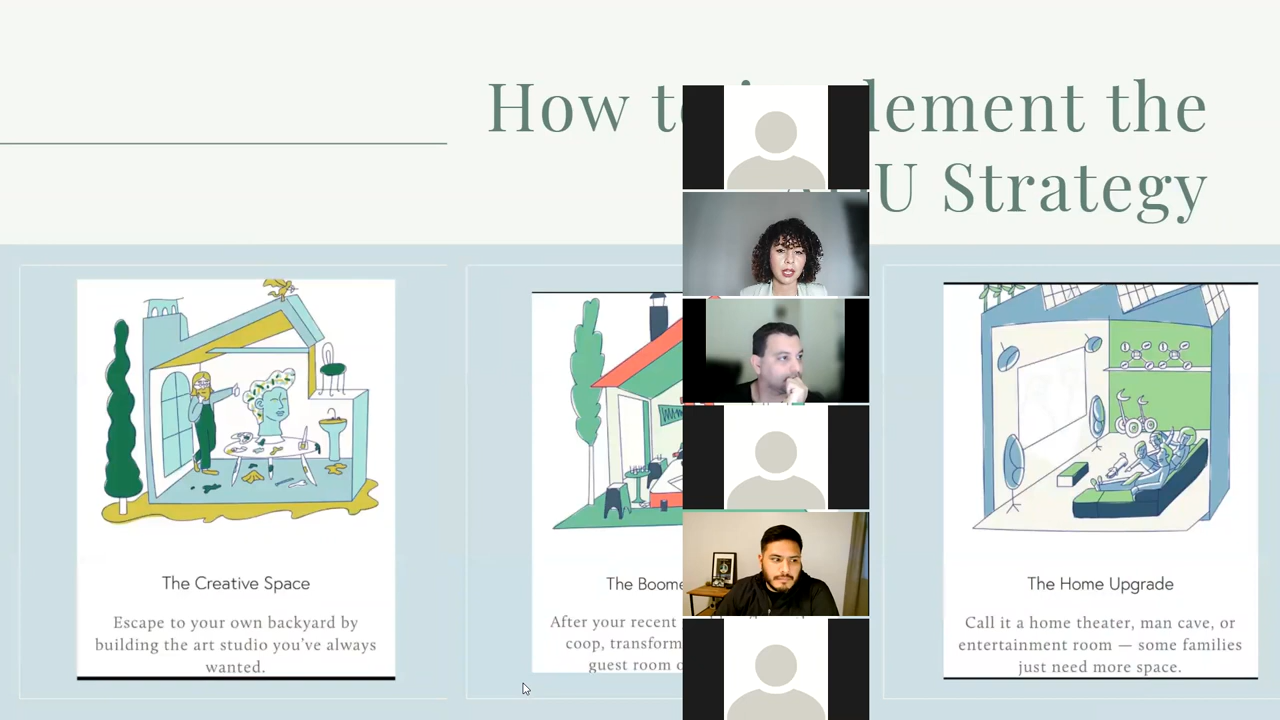 How to implement the
U Strategy
The Creative Space
Escape to your own backyard by
building the art studio you've always
wanted.
The Boome
After your recent
coop, transform
guest room
The Home Upgrade
Call it a home theater, man cave, or
entertainment room — some families
just need more space.